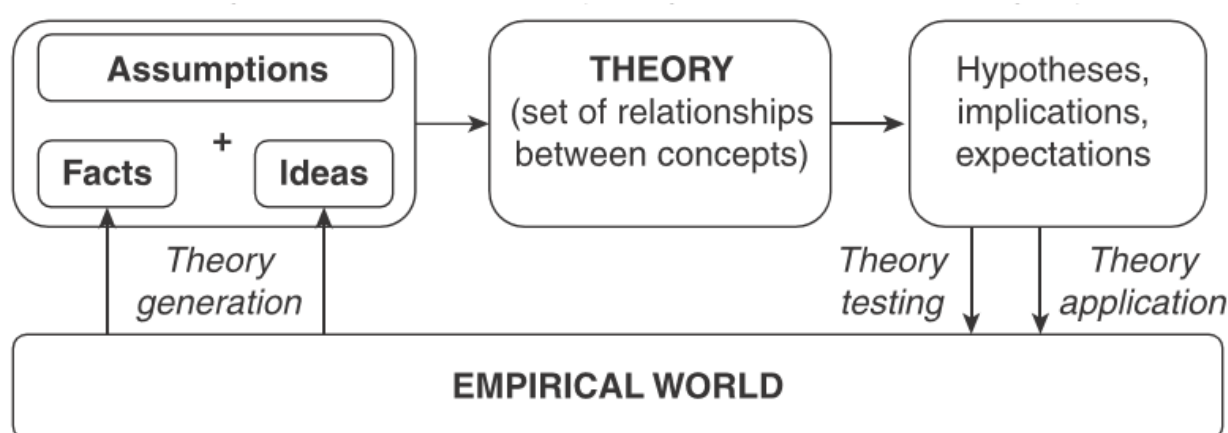 Assumptions
+
Facts
Ideas
THEORY
(set of relationships
between concepts)
Hypotheses,
implications,
expectations
Theory
generation
Theory
testing
Theory
application
EMPIRICAL WORLD